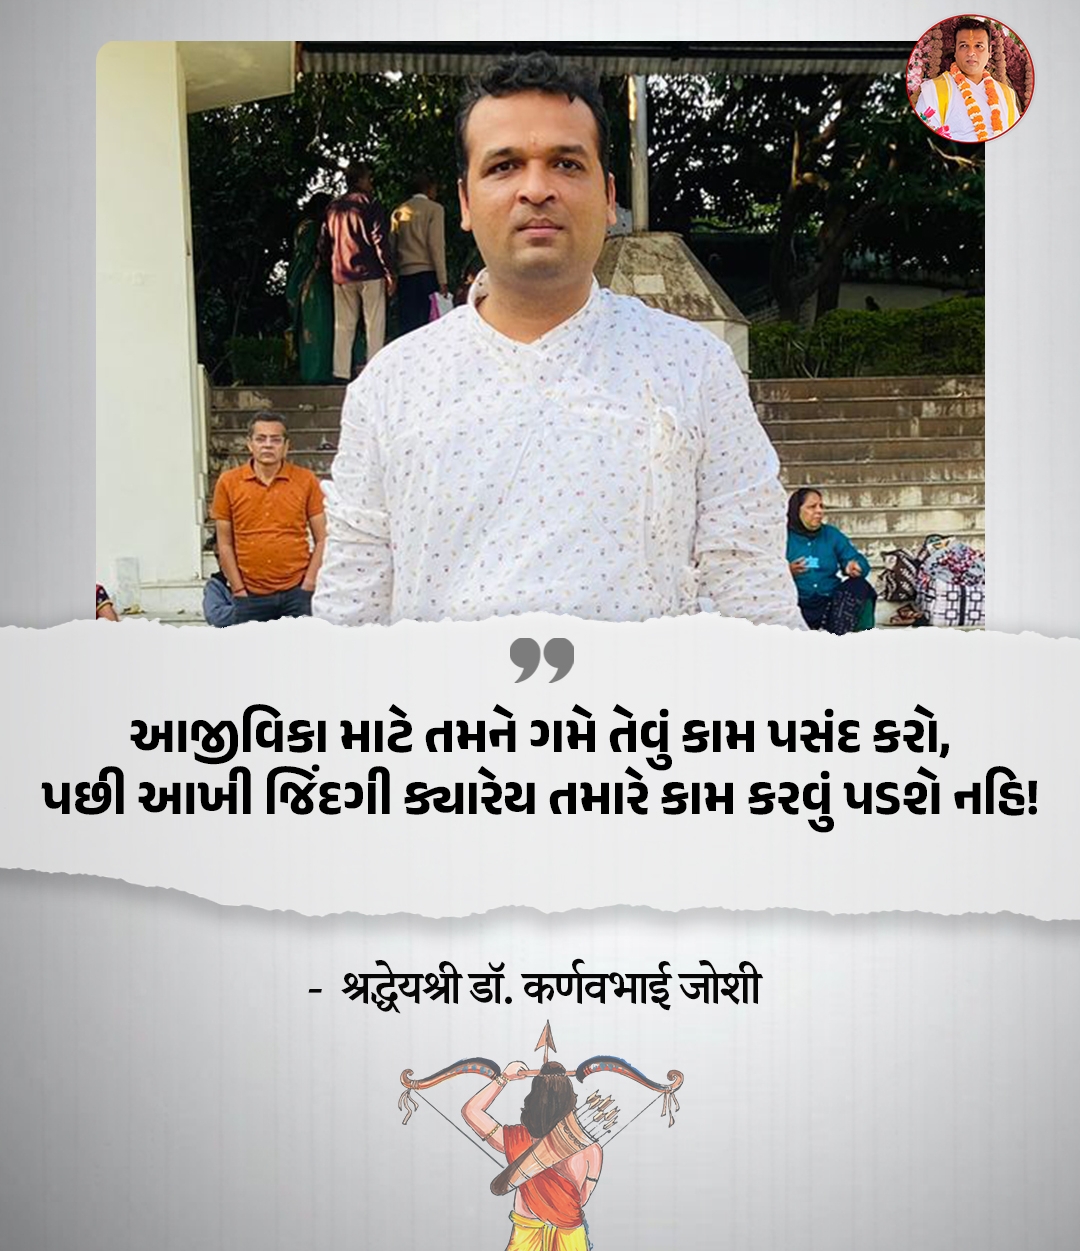 આજીવિકા માટે તમને ગમે તેવું કામ પસંદ કરો,
પછી આખી જિંદગી ક્યારેય તમારે કામ કરવું પડશે નહિ!
- श्रद्धेयश्री डॉ. कर्णवभाई जोशी